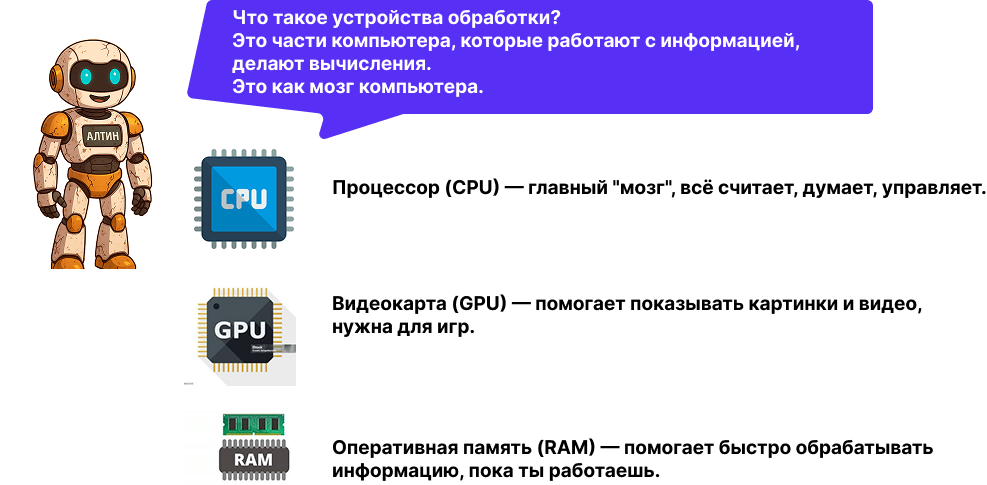 Что такое устройства обработки?
Это части компьютера, которые работают с информацией,
делают вычисления.
Это как мозг компьютера.
АЛТИН
CPU
Процессор (CPU) — главный "мозг", всё считает, думает, управляет.
GPU
Видеокарта (GPU) — помогает показывать картинки и видео,
нужна для игр.
RAM
Оперативная память (RAM) — помогает быстро обрабатывать
информацию, пока ты работаешь.